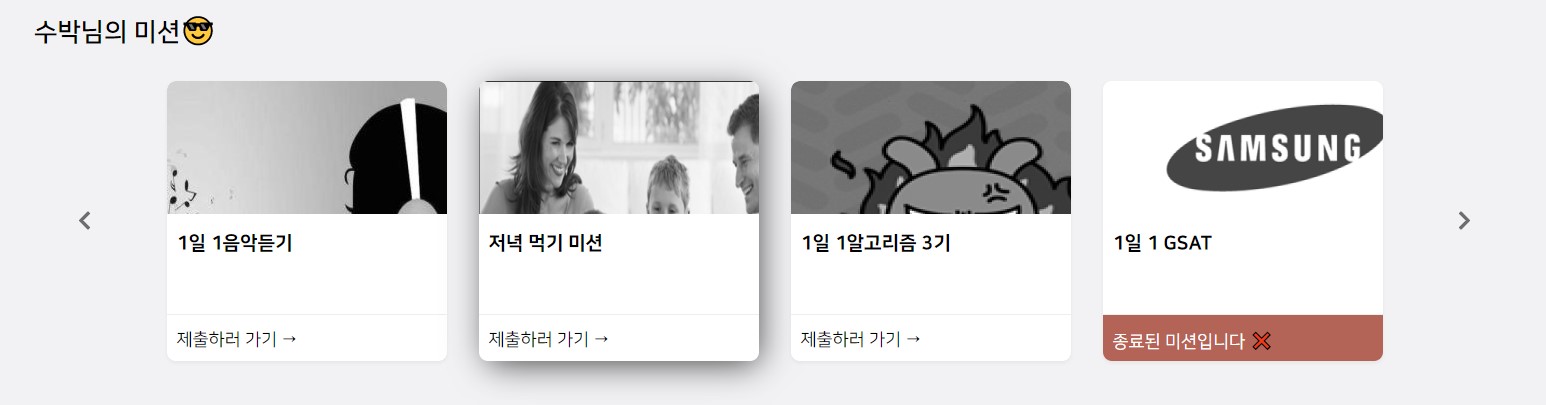 수박님의 미션😎
SAMSUNG
1일 1음악듣기
저녁 먹기 미션
1일 1알고리즘 3기
1일 1 GSAT
제출하러 가기 →
제출하러 가기 →
제출하러 가기 →
종료된 미션입니다 ❌